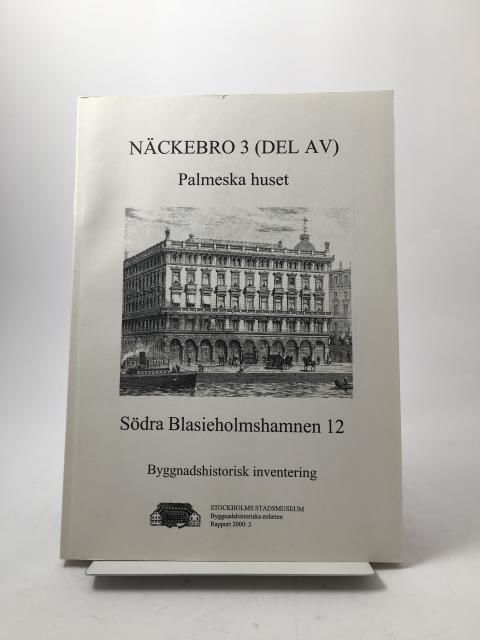 NÄCKEBRO 3 (DEL AV)
Palmeska huset
Södra Blasieholmshamnen 12
Byggnadshistorisk inventering
STOCKHOLMS STADSMUSEUM
Byggnadshistoriska enheten
Rapport 2000: 3